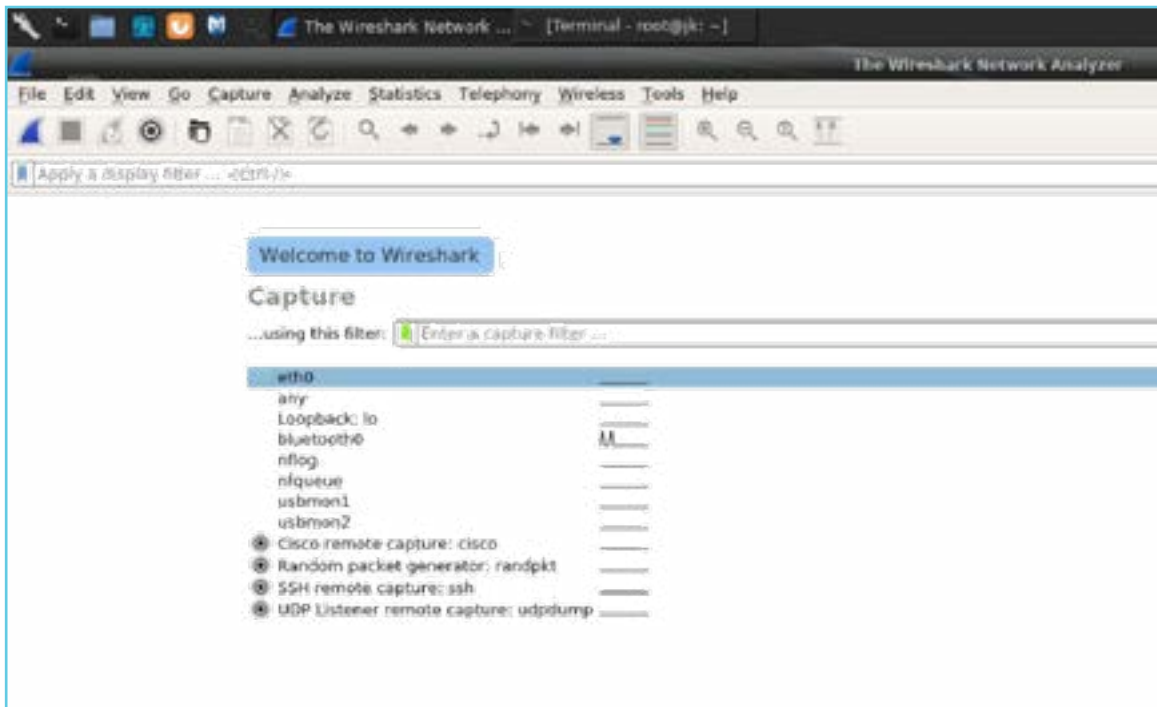 The Wireshark Network ... [Terminal - root@jk: ~]
The Wireshark Network Analyzer
File Edit View Go Capture Analyze Statistics Telephony Wireless Tools Help
Apply a display filter ... <Ctrl-/>
Welcome to Wireshark
Capture
...using this filter: Enter a capture filter ...
eth0
any
Loopback: lo
bluetooth0
nflog
nfqueue
usbmon1
usbmon2
Cisco remote capture: cisco
Random packet generator: randpkt
SSH remote capture: ssh
UDP Listener remote capture: udpdump